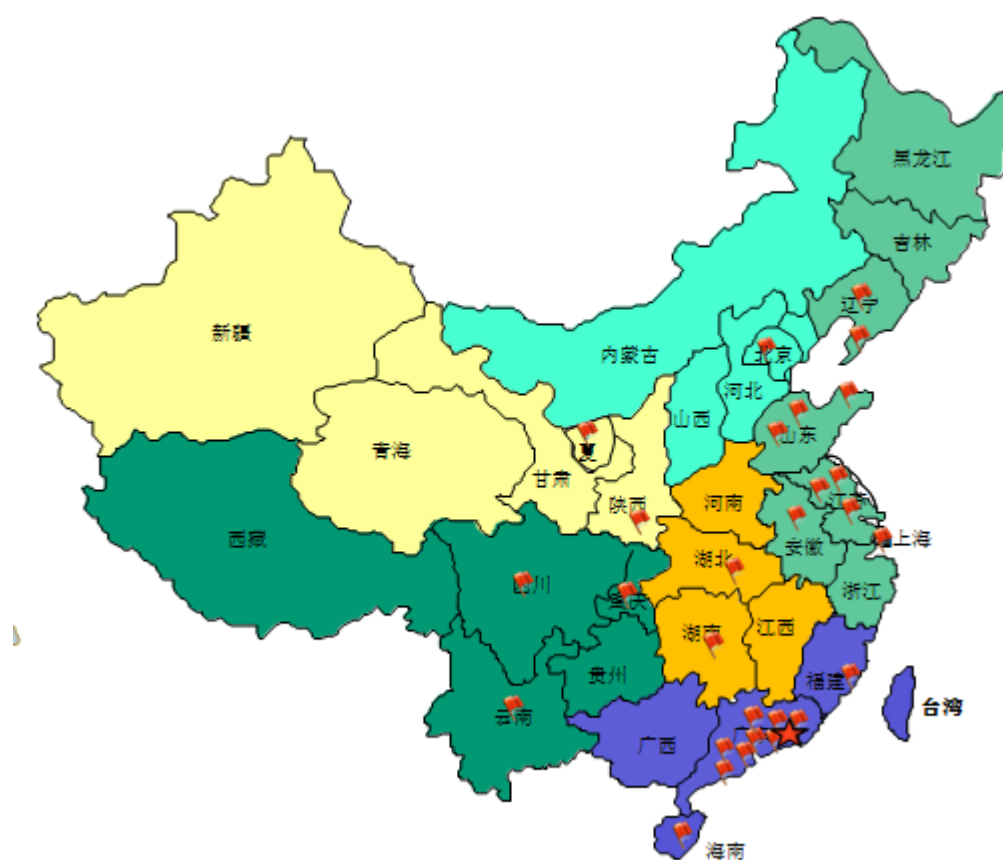 黑龙江
吉林
辽宁
新疆
内蒙古
北京
河北
山西
山东
青海
夏
甘肃
陕西
河南
西藏
安徽
上海
湖北
浙江
四川
湖南
江西
贵州
福建
云南
台湾
广西
海南